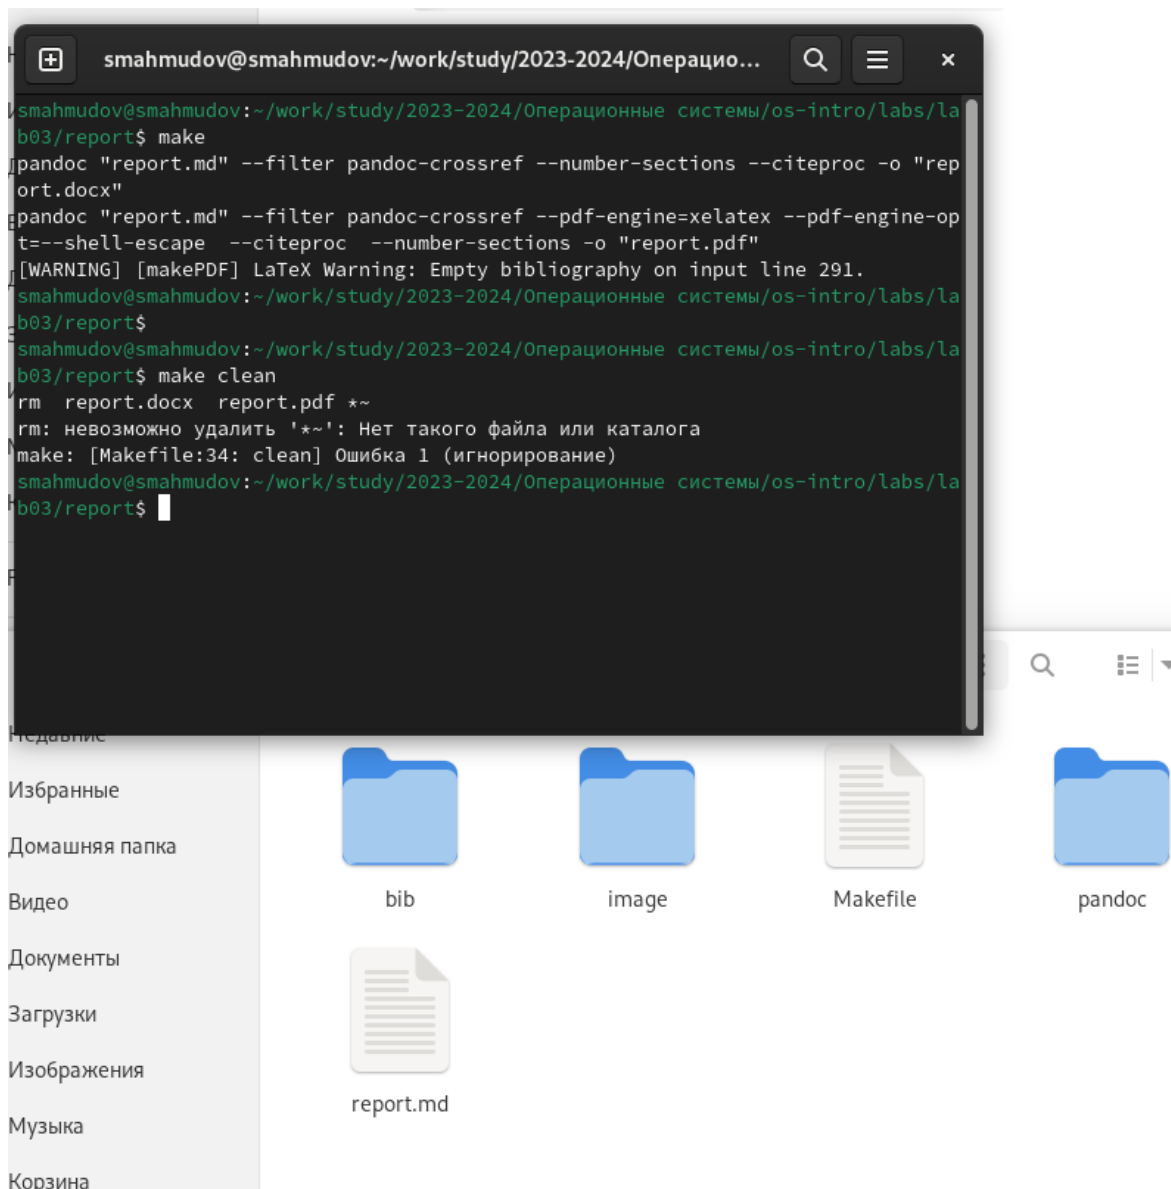 smahmudov@smahmudov:~/work/study/2023-2024/Операцио...
smahmudov@smahmudov:~/work/study/2023-2024/Операционные системы/os-intro/labs/la
b03/report$ make
pandoc "report.md" --filter pandoc-crossref --number-sections --citeproc -o "rep
ort.docx"
pandoc "report.md" --filter pandoc-crossref --pdf-engine=xelatex --pdf-engine-op
t=--shell-escape  --citeproc  --number-sections -o "report.pdf"
[WARNING] [makePDF] LaTeX Warning: Empty bibliography on input line 291.
smahmudov@smahmudov:~/work/study/2023-2024/Операционные системы/os-intro/labs/la
b03/report$
smahmudov@smahmudov:~/work/study/2023-2024/Операционные системы/os-intro/labs/la
b03/report$ make clean
rm  report.docx  report.pdf *~
rm: невозможно удалить '*~': Нет такого файла или каталога
make: [Makefile:34: clean] Ошибка 1 (игнорирование)
smahmudov@smahmudov:~/work/study/2023-2024/Операционные системы/os-intro/labs/la
b03/report$
Недавние
Избранные
Домашняя папка
Видео
Документы
Загрузки
Изображения
Музыка
Корзина
bib
image
Makefile
pandoc
report.md